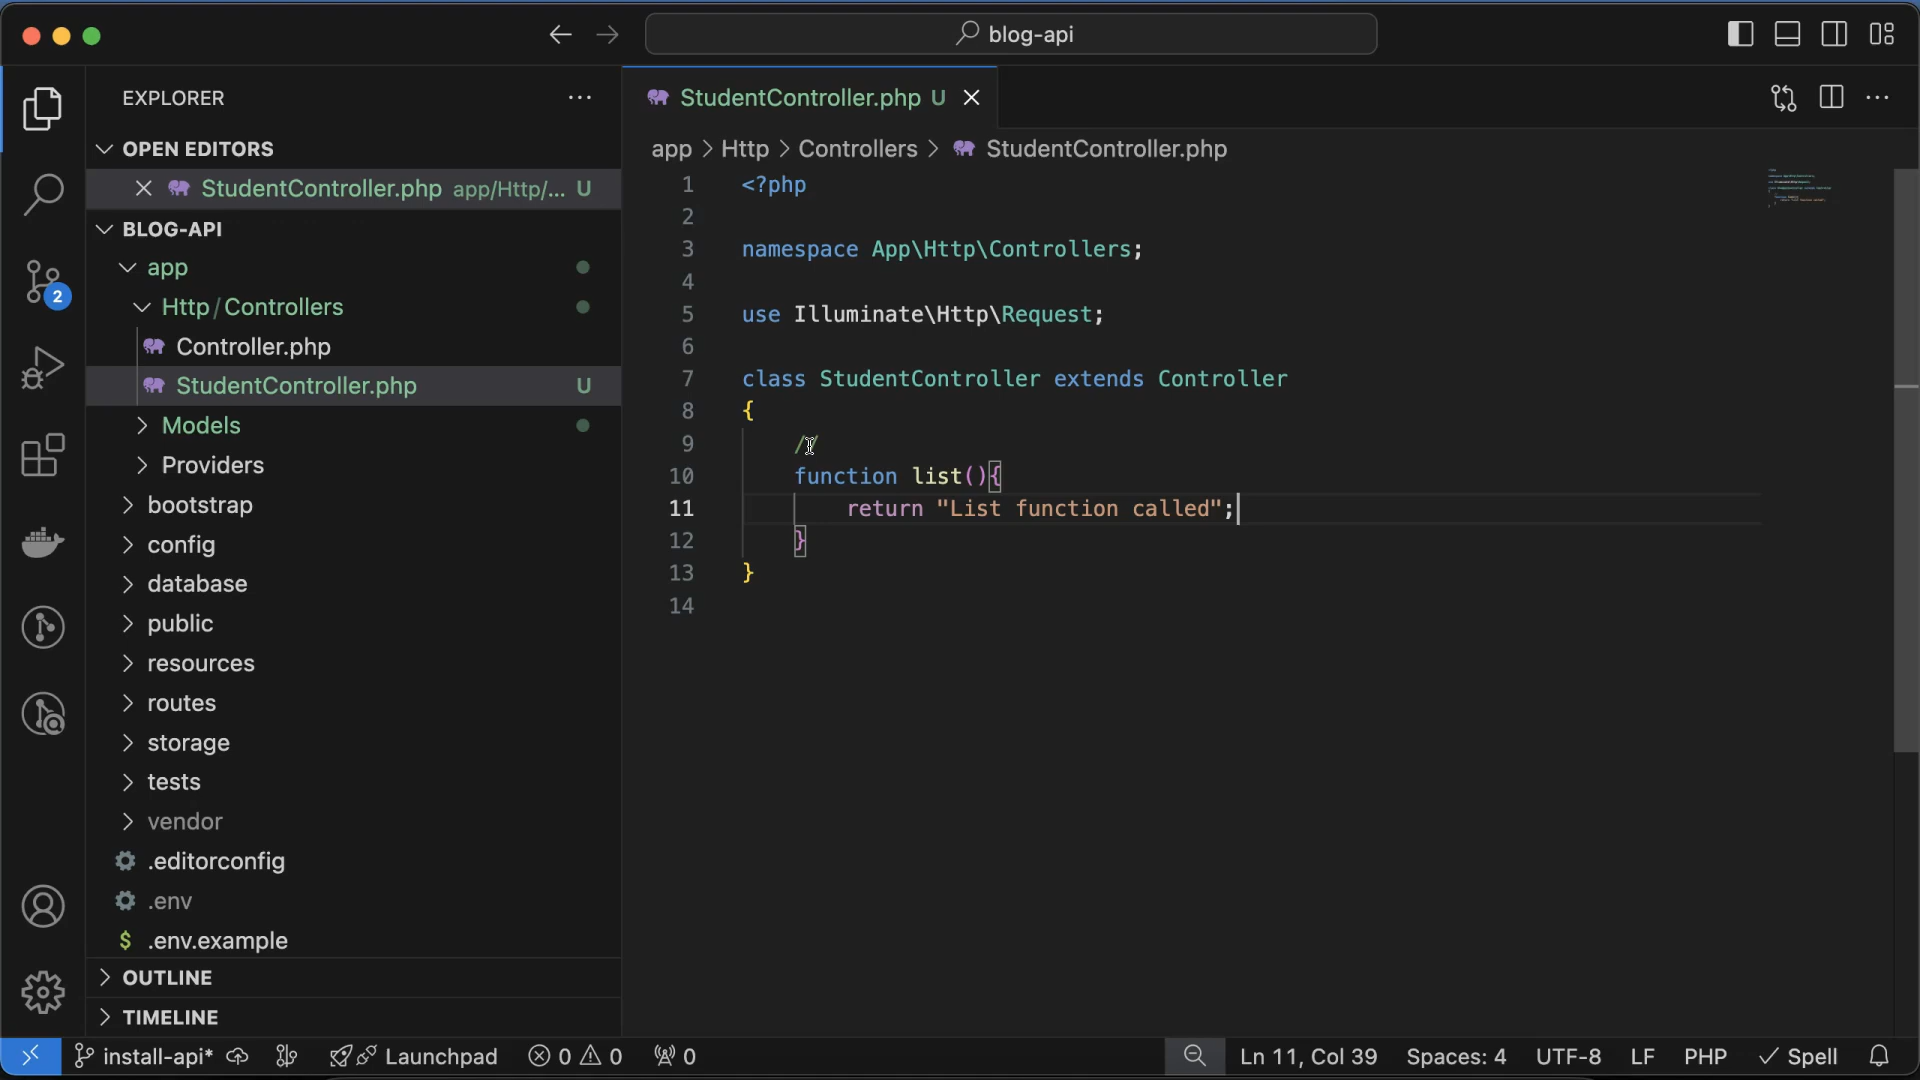 blog-api
EXPLORER
OPEN EDITORS
StudentController.php app/Http/... U
BLOG-API
app
Http/Controllers
Controller.php
StudentController.php U
Models
Providers
bootstrap
config
database
public
resources
routes
storage
tests
vendor
.editorconfig
.env
$ .env.example
OUTLINE
TIMELINE
2
StudentController.php U
app > Http > Controllers > StudentController.php
1 <?php
2
3 namespace App\Http\Controllers;
4
5 use Illuminate\Http\Request;
6
7 class StudentController extends Controller
8 {
9 //
10 function list(){
11 return "List function called";
12 }
13 }
14
install-api* Launchpad 0 0 0 Ln 11, Col 39 Spaces: 4 UTF-8 LF PHP Spell